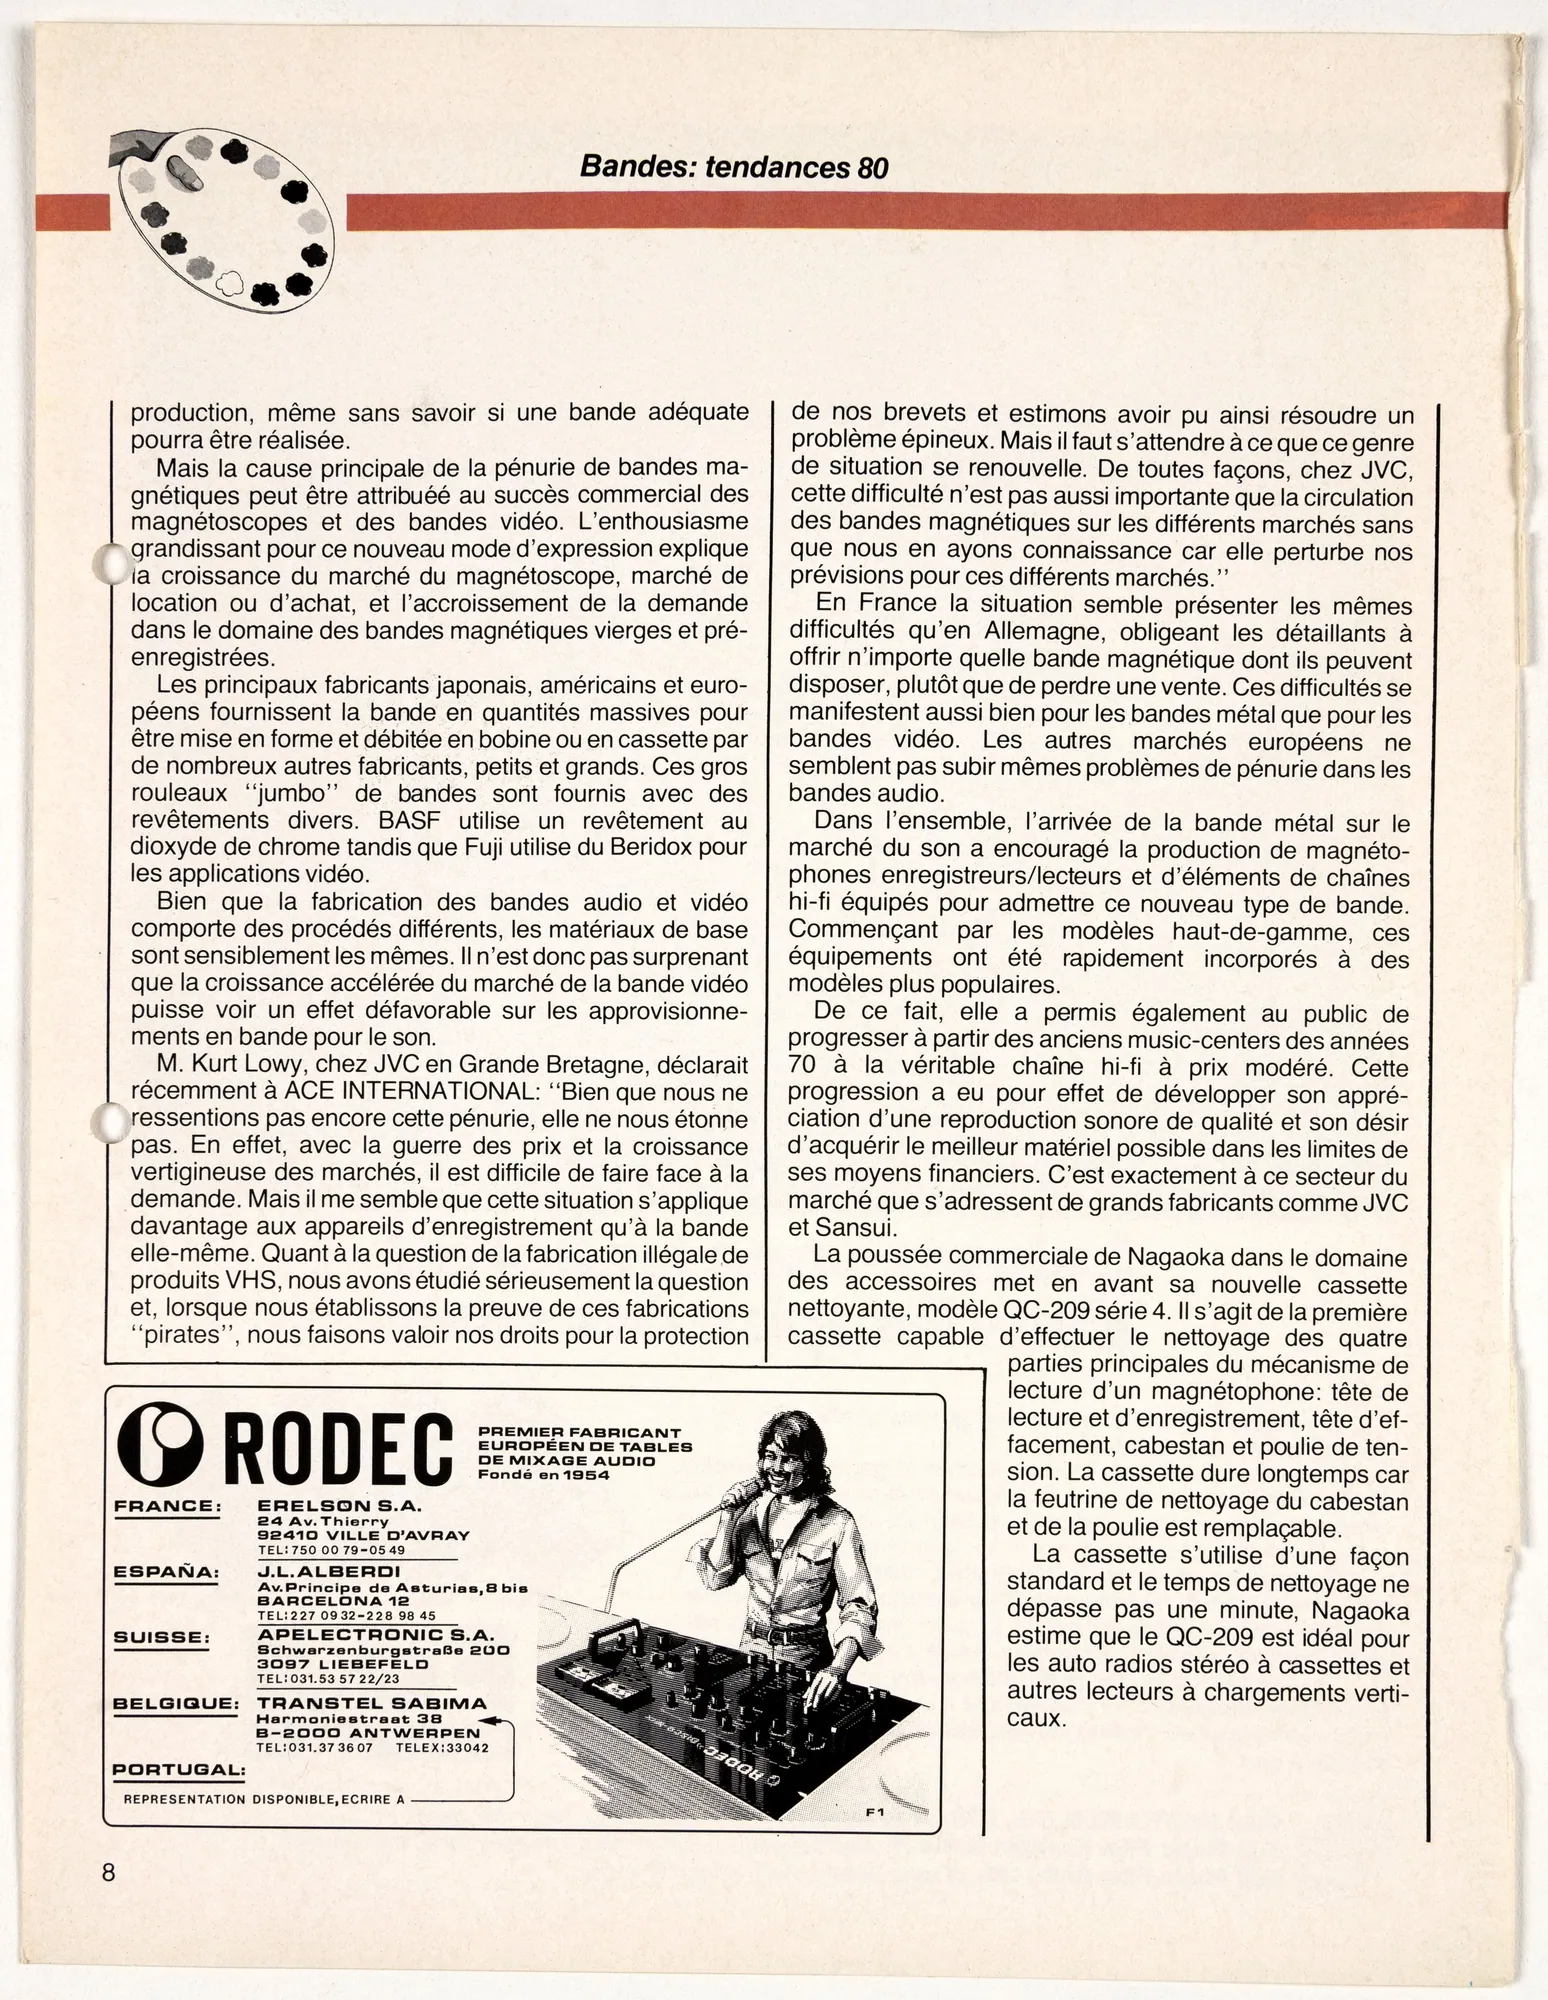 Bandes: tendances 80
production, même sans savoir si une bande adéquate
pourra être réalisée.
Mais la cause principale de la pénurie de bandes ma-
gnétiques peut être attribuéé au succès commercial des
magnétoscopes et des bandes vidéo. L'enthousiasme
grandissant pour ce nouveau mode d'expression explique
la croissance du marché du magnétoscope, marché de
location ou d'achat, et l'accroissement de la demande
dans le domaine des bandes magnétiques vierges et pré-
enregistrées.
Les principaux fabricants japonais, américains et euro-
péens fournissent la bande en quantités massives pour
être mise en forme et débitée en bobine ou en cassette par
de nombreux autres fabricants, petits et grands. Ces gros
rouleaux ''jumbo'' de bandes sont fournis avec des
revêtements divers. BASF utilise un revêtement au
dioxyde de chrome tandis que Fuji utilise du Beridox pour
les applications vidéo.
Bien que la fabrication des bandes audio et vidéo
comporte des procédés différents, les matériaux de base
sont sensiblement les mêmes. Il n'est donc pas surprenant
que la croissance accélérée du marché de la bande vidéo
puisse voir un effet défavorable sur les approvisionne-
ments en bande pour le son.
M. Kurt Lowy, chez JVC en Grande Bretagne, déclarait
récemment à ACE INTERNATIONAL: ''Bien que nous ne
ressentions pas encore cette pénurie, elle ne nous étonne
pas. En effet, avec la guerre des prix et la croissance
vertigineuse des marchés, il est difficile de faire face à la
demande. Mais il me semble que cette situation s'applique
davantage aux appareils d'enregistrement qu'à la bande
elle-même. Quant à la question de la fabrication illégale de
produits VHS, nous avons étudié sérieusement la question
et, lorsque nous établissons la preuve de ces fabrications
''pirates'', nous faisons valoir nos droits pour la protection
de nos brevets et estimons avoir pu ainsi résoudre un
problème épineux. Mais il faut s'attendre à ce que ce genre
de situation se renouvelle. De toutes façons, chez JVC,
cette difficulté n'est pas aussi importante que la circulation
des bandes magnétiques sur les différents marchés sans
que nous en ayons connaissance car elle perturbe nos
prévisions pour ces différents marchés.''
En France la situation semble présenter les mêmes
difficultés qu'en Allemagne, obligeant les détaillants à
offrir n'importe quelle bande magnétique dont ils peuvent
disposer, plutôt que de perdre une vente. Ces difficultés se
manifestent aussi bien pour les bandes métal que pour les
bandes vidéo. Les autres marchés européens ne
semblent pas subir mêmes problèmes de pénurie dans les
bandes audio.
Dans l'ensemble, l'arrivée de la bande métal sur le
marché du son a encouragé la production de magnéto-
phones enregistreurs/lecteurs et d'éléments de chaînes
hi-fi équipés pour admettre ce nouveau type de bande.
Commençant par les modèles haut-de-gamme, ces
équipements ont été rapidement incorporés à des
modèles plus populaires.
De ce fait, elle a permis également au public de
progresser à partir des anciens music-centers des années
70 à la véritable chaîne hi-fi à prix modéré. Cette
progression a eu pour effet de développer son appré-
ciation d'une reproduction sonore de qualité et son désir
d'acquérir le meilleur matériel possible dans les limites de
ses moyens financiers. C'est exactement à ce secteur du
marché que s'adressent de grands fabricants comme JVC
et Sansui.
La poussée commerciale de Nagaoka dans le domaine
des accessoires met en avant sa nouvelle cassette
nettoyante, modèle QC-209 série 4. Il s'agit de la première
cassette capable d'effectuer le nettoyage des quatre
parties principales du mécanisme de
lecture d'un magnétophone: tête de
lecture et d'enregistrement, tête d'ef-
facement, cabestan et poulie de ten-
sion. La cassette dure longtemps car
la feutrine de nettoyage du cabestan
et de la poulie est remplaçable.
La cassette s'utilise d'une façon
standard et le temps de nettoyage ne
dépasse pas une minute, Nagaoka
estime que le QC-209 est idéal pour
les auto radios stéréo à cassettes et
autres lecteurs à chargements verti-
caux.
RODEC
PREMIER FABRICANT
EUROPÉEN DE TABLES
DE MIXAGE AUDIO
Fondé en 1954
FRANCE: ERELSON S.A.
24 Av. Thierry
92410 VILLE D'AVRAY
TEL: 750 00 79-05 49
ESPAÑA: J.L. ALBERDI
Av. Principe de Asturias, 8 bis
BARCELONA 12
TEL: 227 09 32-228 98 45
SUISSE: APELECTRONIC S.A.
Schwarzenburgstraße 200
3097 LIEBEFELD
TEL: 031.53 57 22/23
BELGIQUE: TRANSTEL SABIMA
Harmoniestraat 38
B-2000 ANTWERPEN
TEL: 031.37 36 07 TELEX: 33042
PORTUGAL:
REPRESENTATION DISPONIBLE, ECRIRE A
RODEC
F1
8